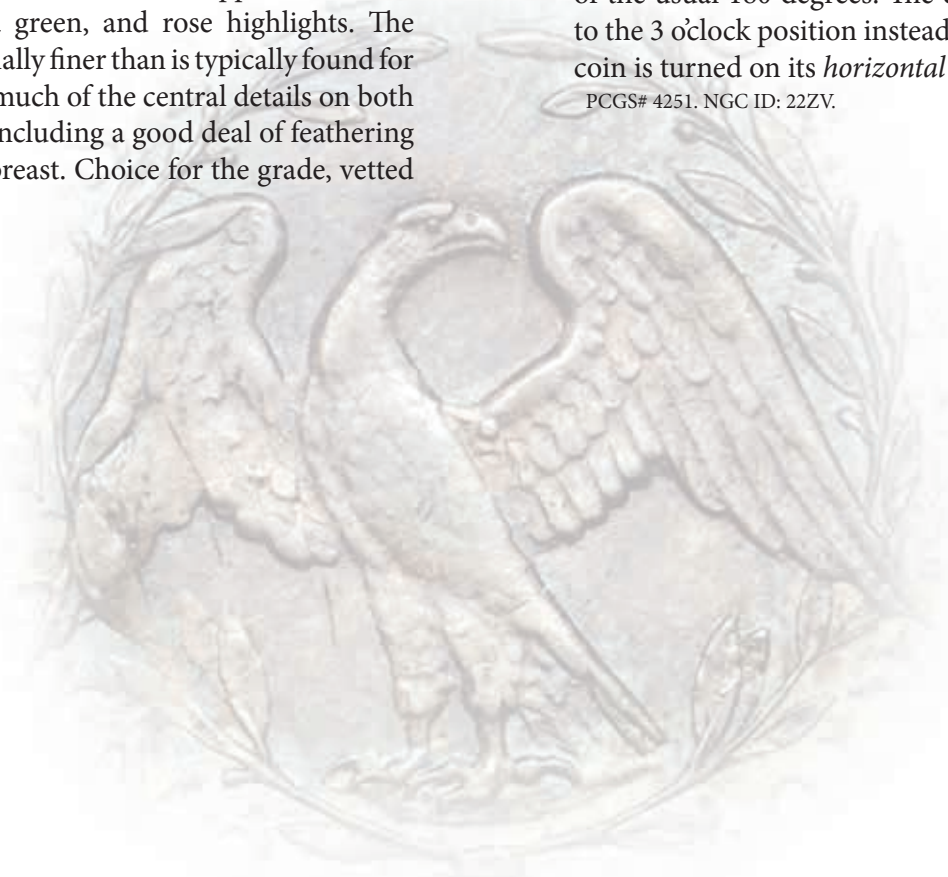 green, and rose highlights. The
ally finer than is typically found for
much of the central details on both
ncluding a good deal of feathering
breast. Choice for the grade, vetted
to the 3 o'clock position instead
coin is turned on its horizontal
PCGS# 4251. NGC ID: 22ZV.